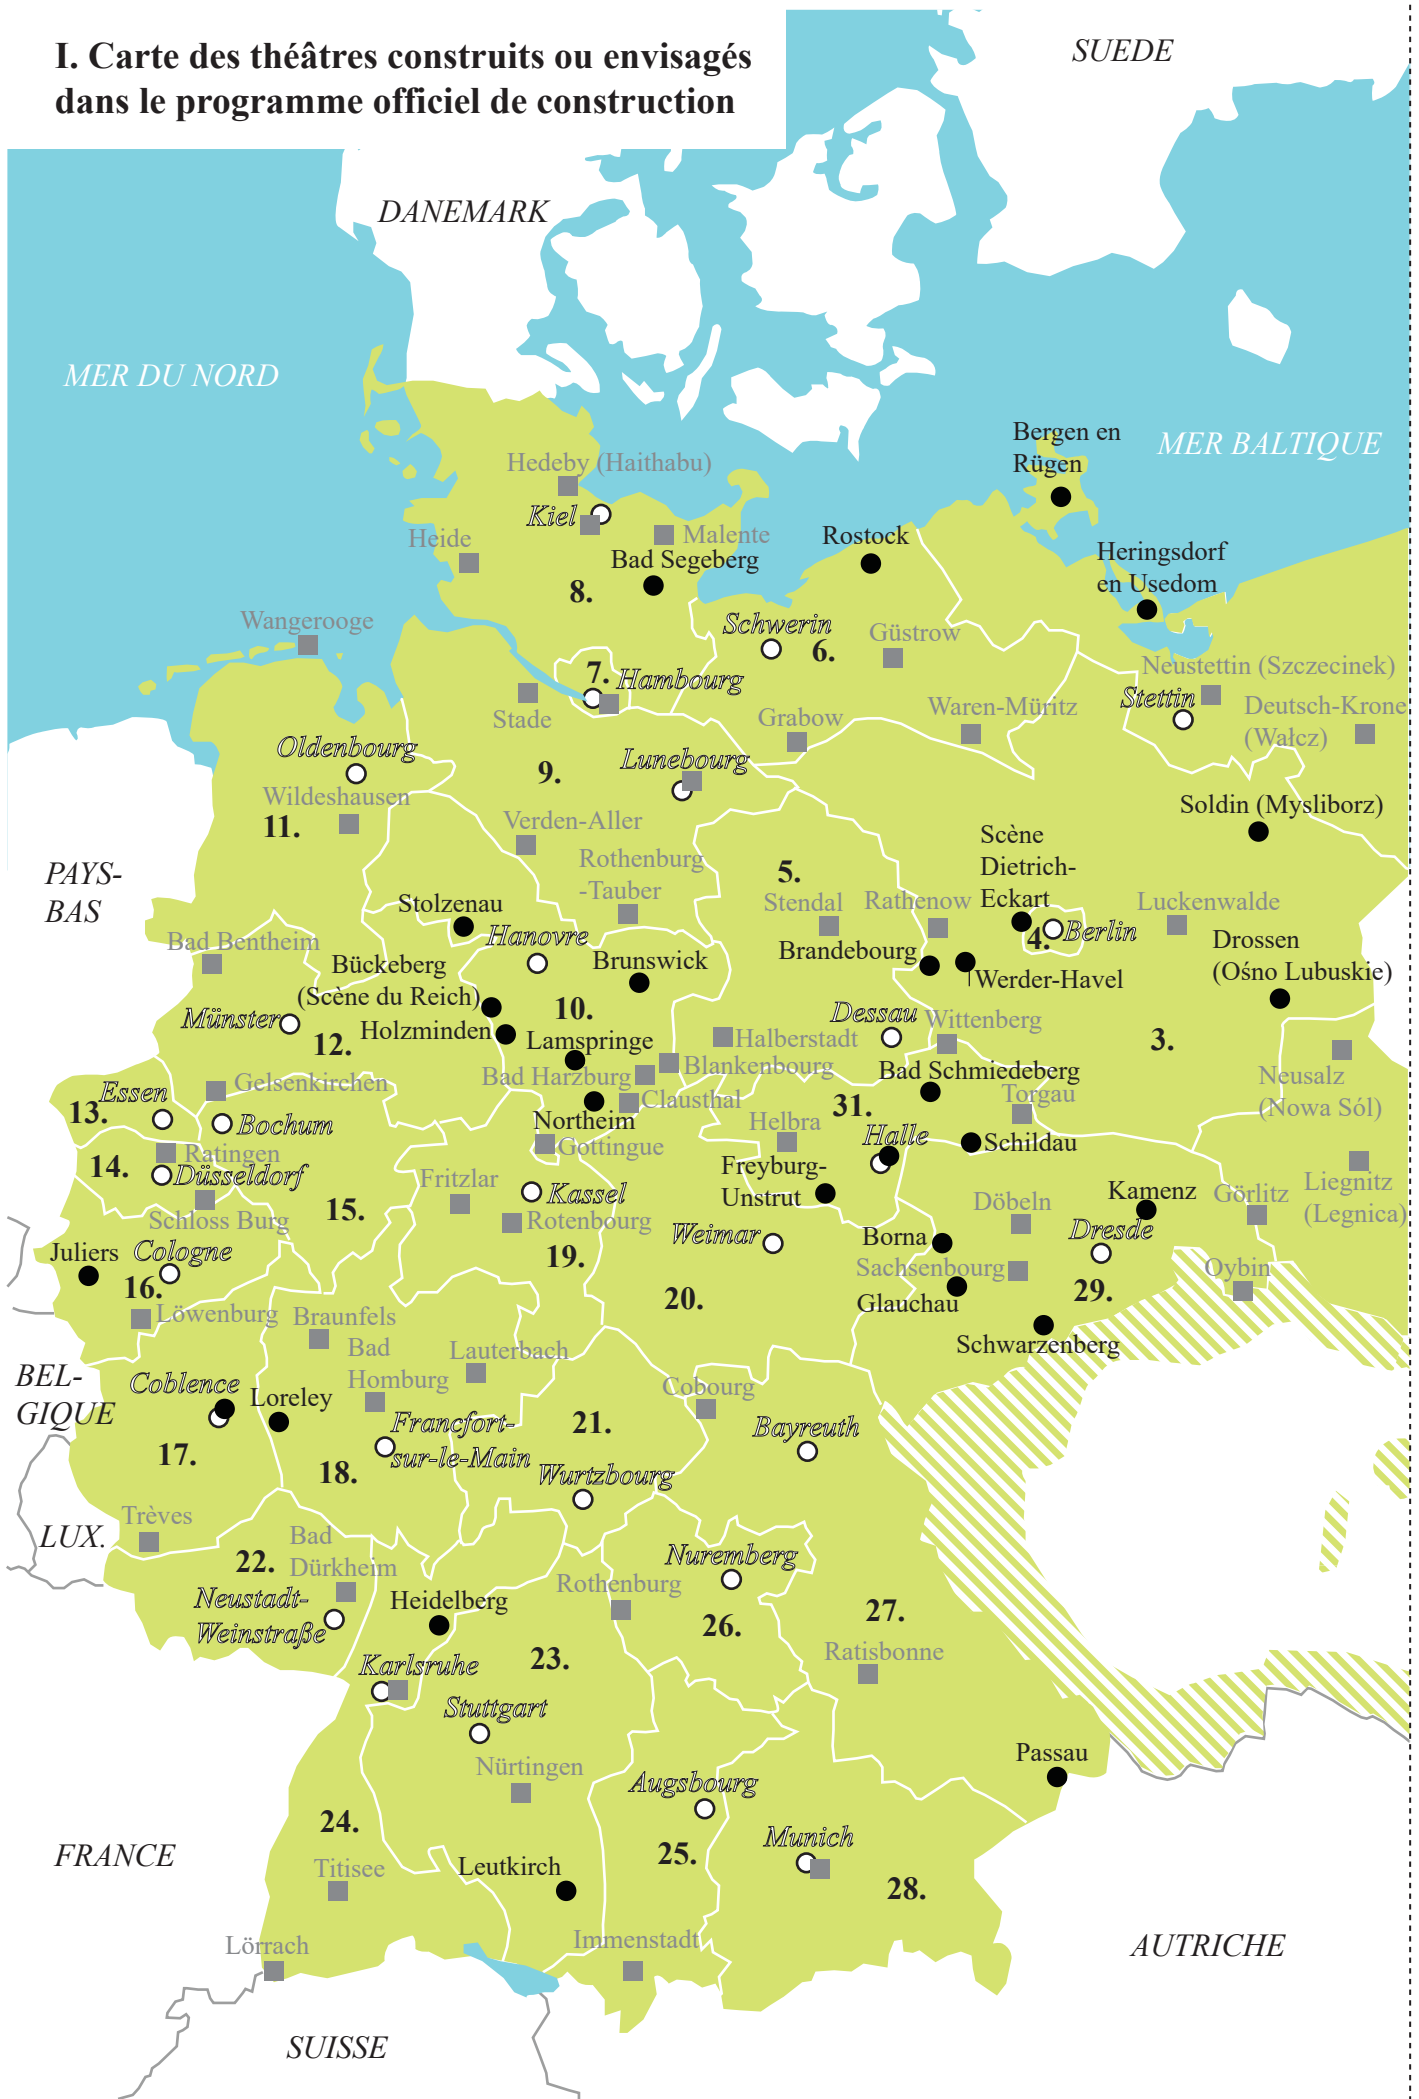 I. Carte des théâtres construits ou envisagés
dans le programme officiel de construction
SUEDE
DANEMARK
MER DU NORD
MER BALTIQUE
Bergen en
Rügen
Hedeby (Haithabu)
Kiel
Heide
Malente
Bad Segeberg
Rostock
Heringsdorf
en Usedom
8.
Wangerooge
Schwerin
6.
Güstrow
7.
Hambourg
Stade
Neustettin (Szczecinek)
Stettin
Deutsch-Krone
(Wałcz)
Grabow
Waren-Müritz
Oldenbourg
9.
Lunebourg
Wildeshausen
11.
Verden-Aller
Soldin (Mysliborz)
Rothenburg
-Tauber
5.
Scène
Dietrich-
Eckart
PAYS-
BAS
Stolzenau
Stendal
Rathenow
Luckenwalde
4.
Berlin
Hanovre
Bad Bentheim
Brandebourg
Drossen
(Ośno Lubuskie)
Bückeberg
(Scène du Reich)
Brunswick
Werder-Havel
Münster
12.
Holzminden
10.
Dessau
Wittenberg
3.
Lamspringe
Halberstadt
Blankenbourg
Bad Harzburg
Bad Schmiedeberg
Neusalz
(Nowa Sól)
Gelsenkirchen
Essen
13.
Clausthal
31.
Torgau
Bochum
Northeim
Helbra
Halle
Schildau
14.
Ratingen
Gottingue
Düsseldorf
Freyburg-
Unstrut
Fritzlar
Kassel
Kamenz
Görlitz
Liegnitz
(Legnica)
Schloss Burg
15.
Rotenbourg
Döbeln
Weimar
Borna
Dresde
Juliers
Cologne
19.
Sachsenbourg
Oybin
16.
20.
Glauchau
29.
Löwenburg
Braunfels
Schwarzenberg
Bad
Homburg
Lauterbach
BEL-
GIQUE
Coblence
Loreley
Cobourg
21.
Bayreuth
Francfort-
sur-le-Main
17.
18.
Wurtzbourg
Trèves
LUX.
22.
Bad
Dürkheim
Nuremberg
Neustadt-
Weinstraße
Heidelberg
Rothenburg
26.
27.
23.
Ratisbonne
Karlsruhe
Stuttgart
Passau
Nürtingen
Augsbourg
24.
FRANCE
25.
Munich
Titisee
Leutkirch
28.
Lörrach
Immenstadt
AUTRICHE
SUISSE